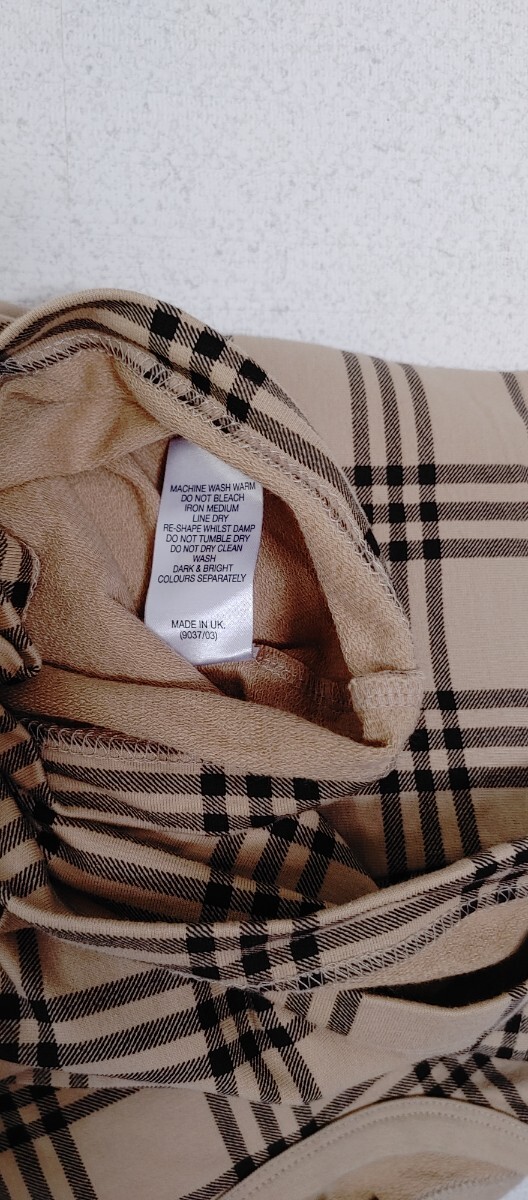 MACHINE WASH WARM
DO NOT BLEACH
IRON MEDIUM
LINE DRY
RE-SHAPE WHILST DAMP
DO NOT TUMBLE DRY
DO NOT DRY CLEAN
WASH
DARK & BRIGHT
COLOURS SEPARATELY
MADE IN UK.
(9037/03)